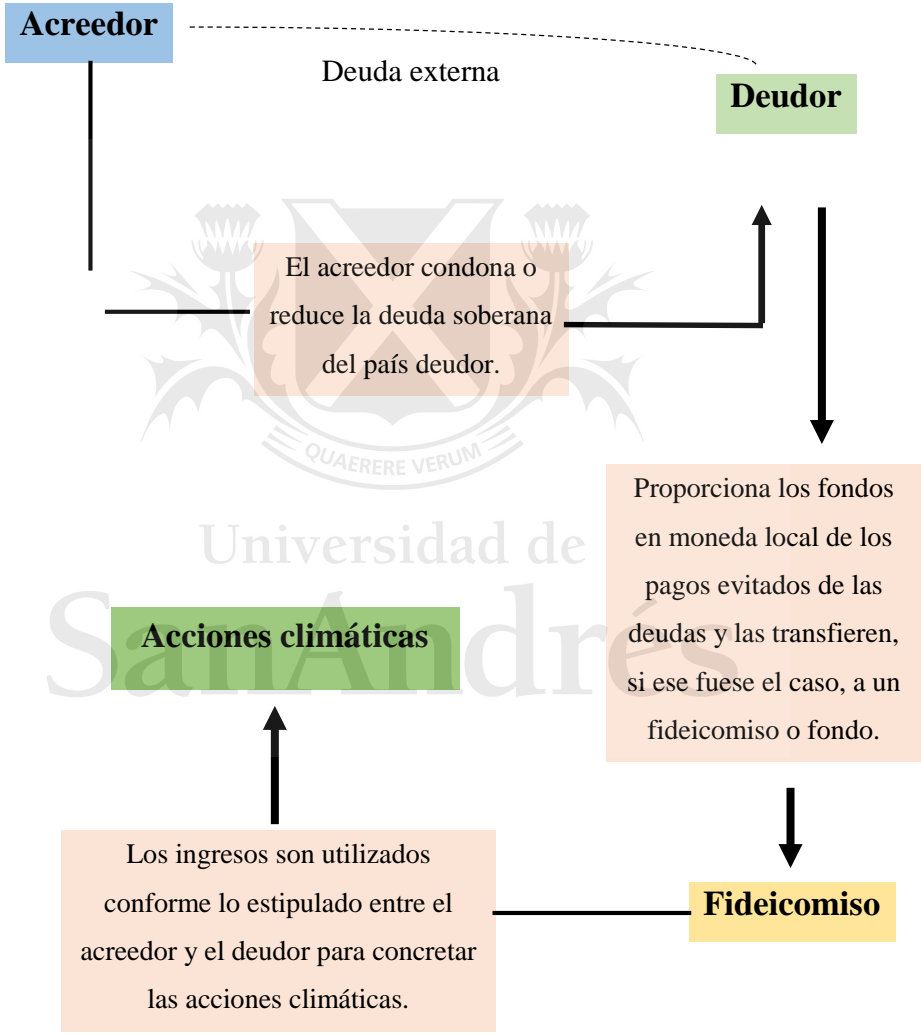 Acreedor
Deuda externa
Deudor
El acreedor condona o
reduce la deuda soberana
del país deudor.
QUAERERE VERUM
Proporciona los fondos
en moneda local de los
pagos evitados de las
deudas y las transfieren,
si ese fuese el caso, a un
fideicomiso o fondo.
Universidad de
SanAndrés
Acciones climáticas
Los ingresos son utilizados
conforme lo estipulado entre el
acreedor y el deudor para concretar
las acciones climáticas.
Fideicomiso